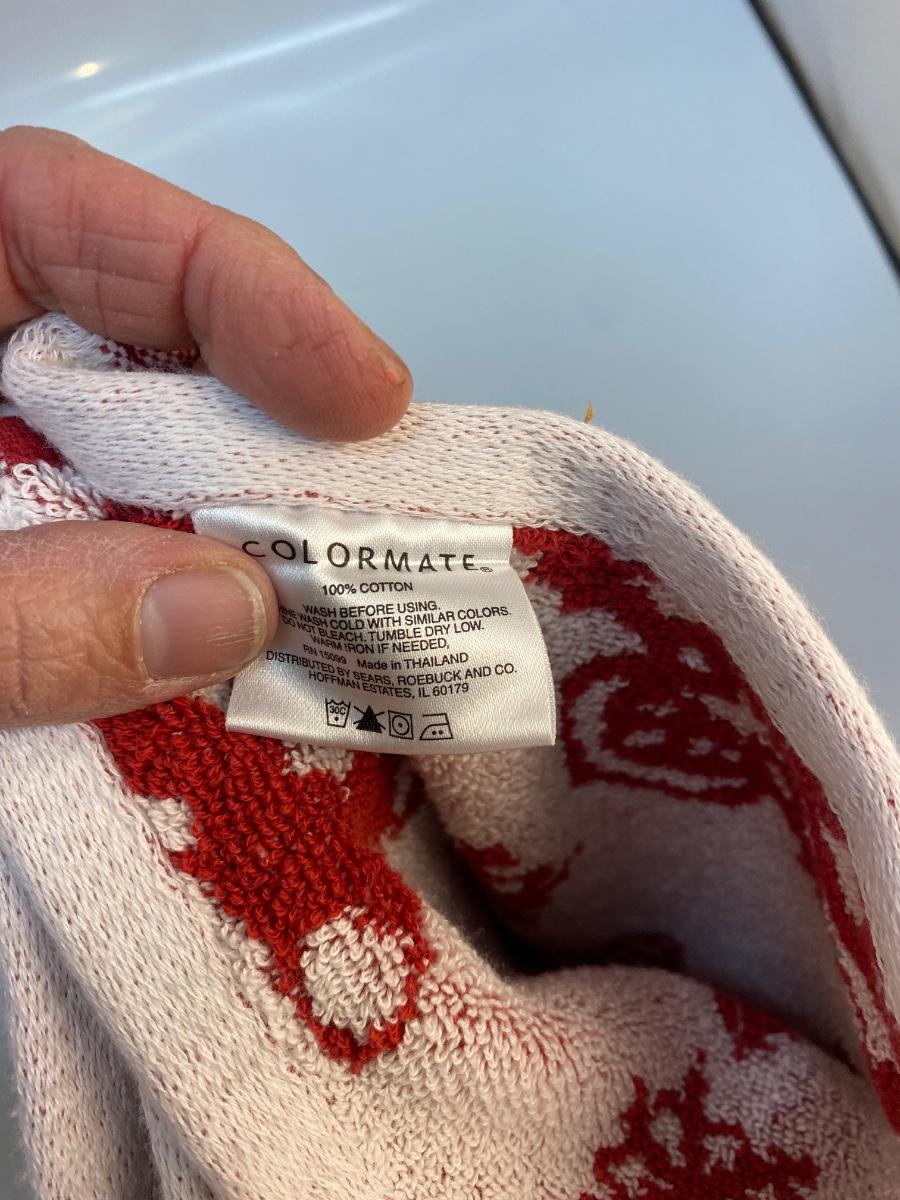 COLORMATE®
100% COTTON
WASH BEFORE USING.
WASH COLD WITH SIMILAR COLORS.
DO NOT BLEACH. TUMBLE DRY LOW.
WARM IRON IF NEEDED,
RN 15099 Made in THAILAND
DISTRIBUTED BY SEARS, ROEBUCK AND CO.
HOFFMAN ESTATES, IL 60179
30C